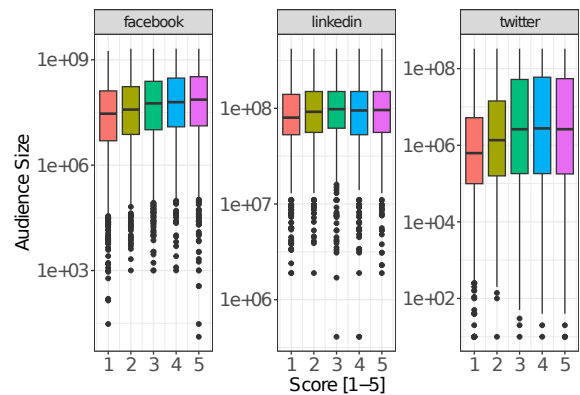 facebook linkedin twitter
Audience Size
1e+09
1e+06
1e+03
1e+08
1e+07
1e+06
1e+08
1e+06
1e+04
1e+02
1 2 3 4 5 1 2 3 4 5 1 2 3 4 5
Score [1–5]